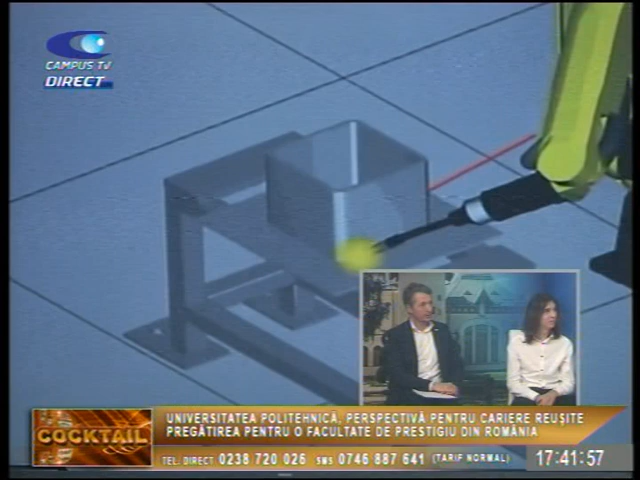 CAMPUS TV
DIRECT
UNIVERSITATEA POLITEHNICĂ, PERSPECTIVĂ PENTRU CARIERE REUȘITE
PREGĂTIREA PENTRU O FACULTATE DE PRESTIGIU DIN ROMÂNIA
COCKTAIL
TEL. DIRECT 0238 720 026 SMS 0746 887 641 (TARIF NORMAL)
17:41:57